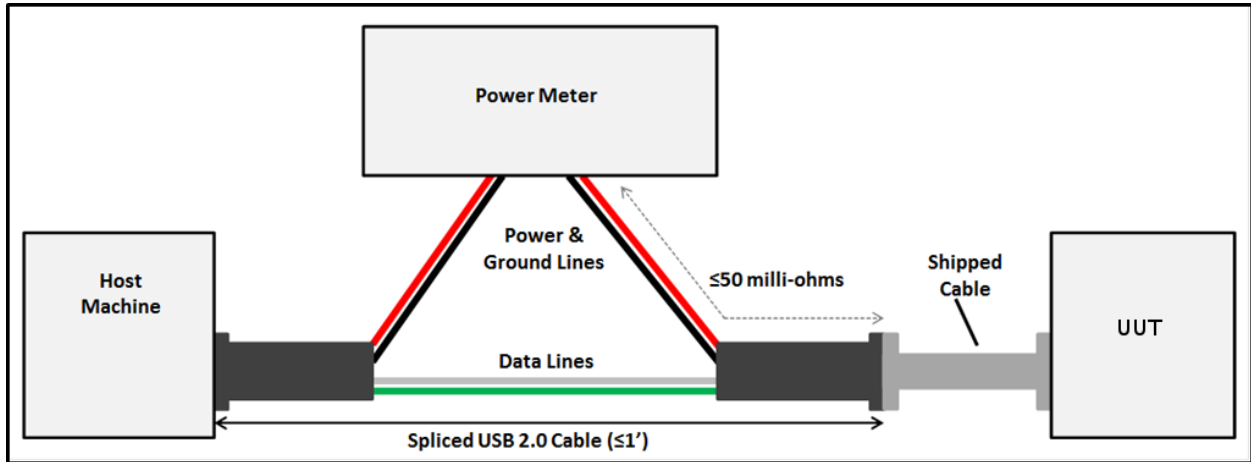 Power Meter
Power &
Ground Lines
≤50 milli-ohms
Shipped
Cable
Host
Machine
UUT
Data Lines
Spliced USB 2.0 Cable (≤1’)